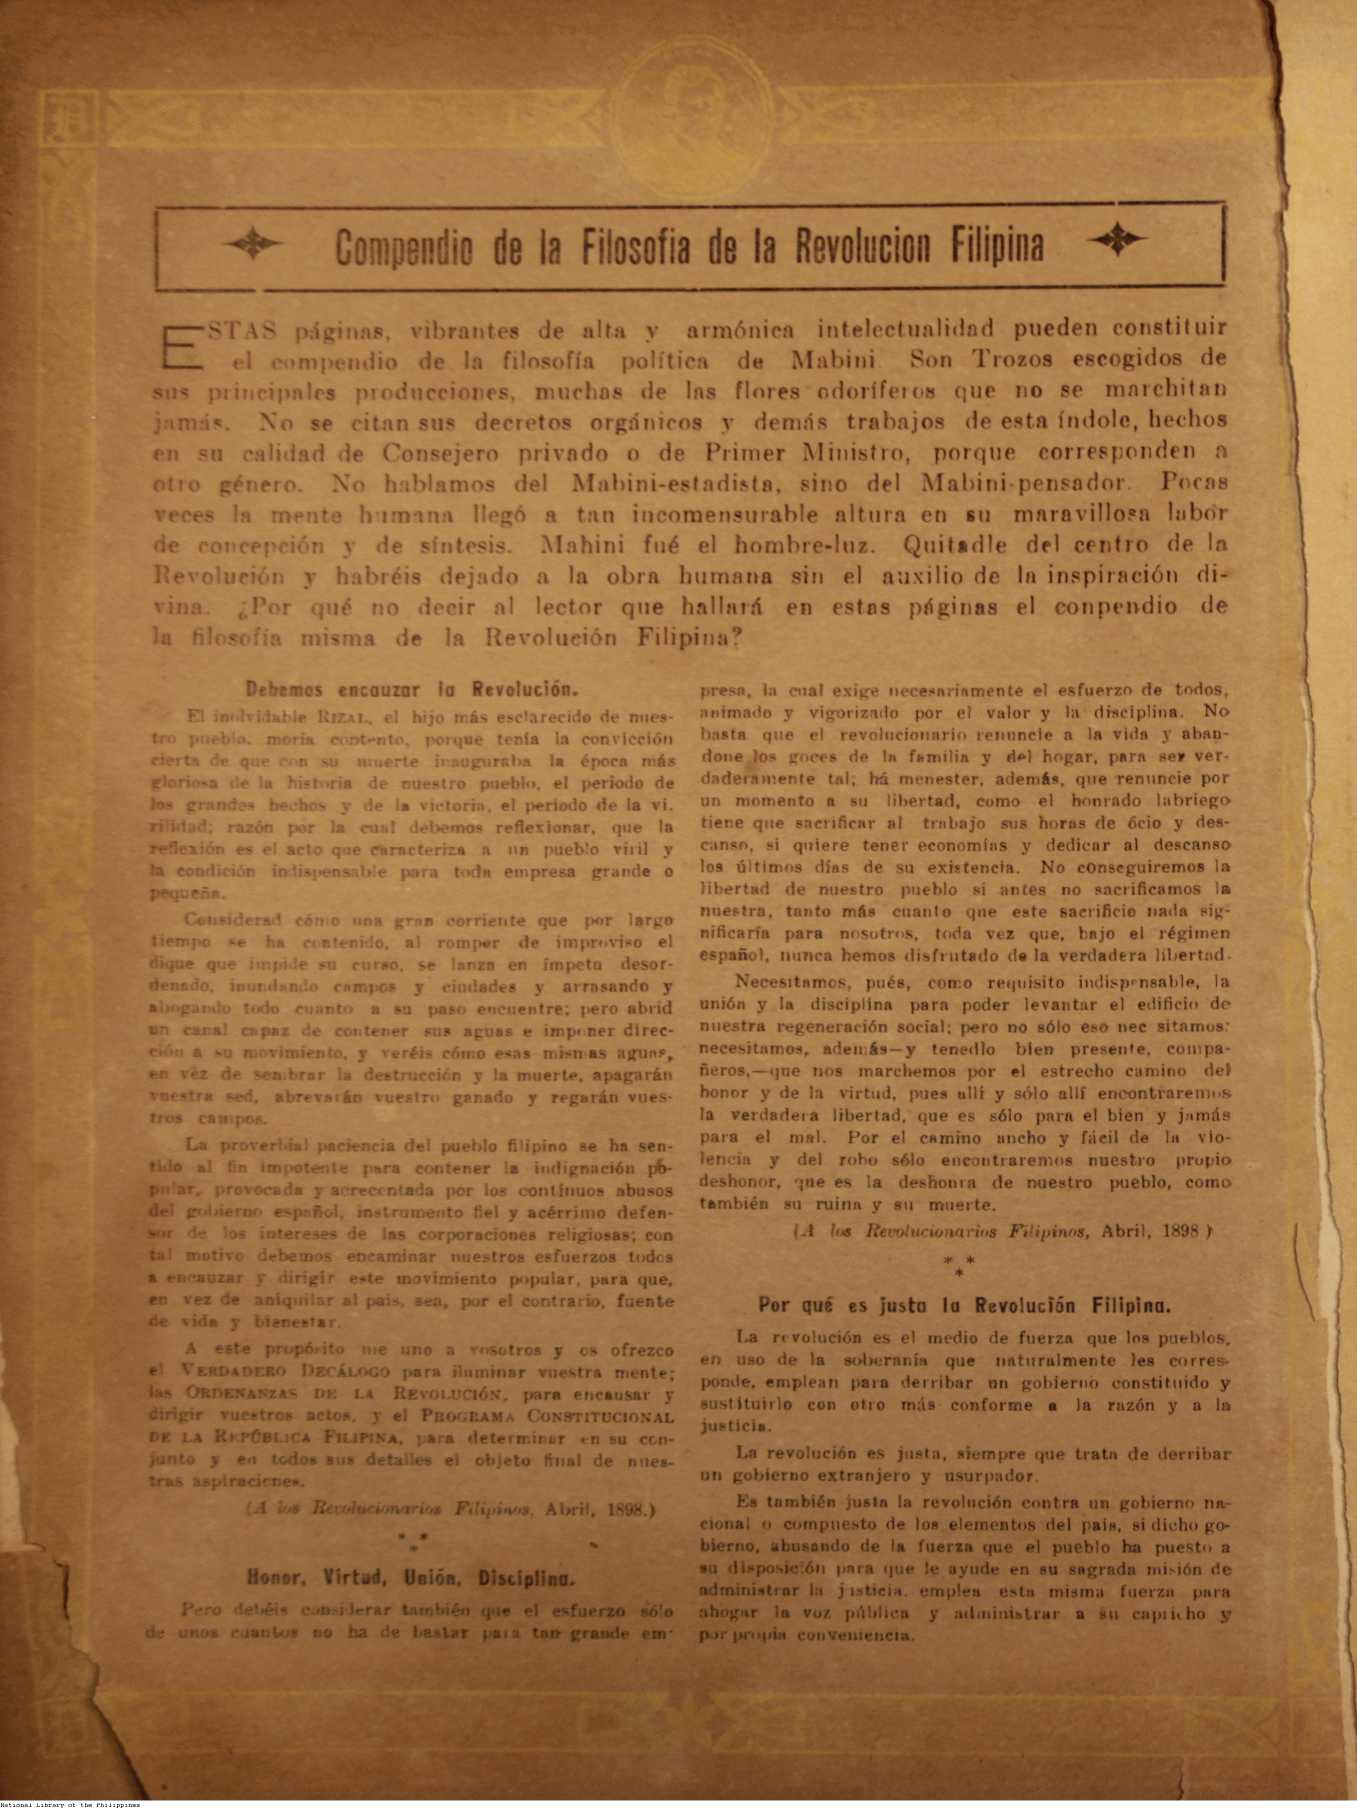 Compendio de la Filosofia de la Revolucion Filipina
ESTAS páginas, vibrantes de alta y armónica intelectualidad pueden constituir
el compendio de la filosofía política de Mabini Son Trozos escogidos de
sus principales producciones, muchas de las flores odoríferos que no se marchitan
jamás. No se citan sus decretos orgánicos y demás trabajos de esta índole, hechos
en su calidad de Consejero privado o de Primer Ministro, porque corresponden a
otro género. No hablamos del Mabini-estadista, sino del Mabini-pensador. Pocas
veces la mente humana llegó a tan incomensurable altura en su maravillosa labor
de concepción y de síntesis. Mahini fué el hombre-luz. Quitadle del centro de la
Revolución y habréis dejado a la obra humana sin el auxilio de la inspiración di-
vina. ¿Por qué no decir al lector que hallará en estas páginas el conpendio de
la filosofía misma de la Revolución Filipina?
Debemos encauzar la Revolución.
El inolvidable RIZAL, el hijo más esclarecido de nues-
tro pueblo, moria contento, porque tenía la convicción
cierta de que con su muerte inauguraba la época más
gloriosa de la historia de nuestro pueblo, el periodo de
los grandes hechos y de la victoria, el periodo de la vi.
rilidad; razón por la cual debemos reflexionar, que la
reflexión es el acto que caracteriza a un pueblo viril y
la condición indispensable para toda empresa grande o
pequeña.
Considerad cómo una gran corriente que por largo
tiempo se ha contenido, al romper de improviso el
dique que impide su curso, se lanza en ímpetu desor-
denado, inundando campos y ciudades y arrasando y
ahogando todo cuanto a su paso encuentre; pero abrid
un canal capaz de contener sus aguas e imponer direc-
ción a su movimiento, y veréis cómo esas mismas aguas,
en vez de sembrar la destrucción y la muerte, apagarán
vuestra sed, abrevarán vuestro ganado y regarán vues-
tros campos.
La proverbial paciencia del pueblo filipino se ha sen-
tido al fin impotente para contener la indignación po-
pular, provocada y acrecentada por los contínuos abusos
del gobierno español, instrumento fiel y acérrimo defen-
sor de los intereses de las corporaciones religiosas; con
tal motivo debemos encaminar nuestros esfuerzos todos
a encauzar y dirigir este movimiento popular, para que,
en vez de aniquilar al pais, sea, por el contrario, fuente
de vida y bienestar.
A este propósito me uno a vosotros y os ofrezco
el VERDADERO DECÁLOGO para iluminar vuestra mente;
las ORDENANZAS DE LA REVOLUCIÓN, para encausar y
dirigir vuestros actos, y el PROGRAMA CONSTITUCIONAL
DE LA REPÚBLICA FILIPINA, para determinar en su con-
junto y en todos sus detalles el objeto final de nues-
tras aspiraciones.
(A los Revolucionarios Filipinos, Abril, 1898.)
* *
*
Honor, Virtud, Unión, Disciplina.
Pero debéis considerar también que el esfuerzo sólo
de unos cuantos no ha de bastar para tan grande em-
presa, la cual exige necesariamente el esfuerzo de todos,
animado y vigorizado por el valor y la disciplina. No
basta que el revolucionario renuncie a la vida y aban-
done los goces de la familia y del hogar, para ser ver-
daderamente tal; há menester, además, que renuncie por
un momento a su libertad, como el honrado labriego
tiene que sacrificar al trabajo sus horas de ócio y des-
canso, si quiere tener economías y dedicar al descanso
los últimos días de su existencia. No conseguiremos la
libertad de nuestro pueblo si antes no sacrificamos la
nuestra, tanto más cuanto que este sacrificio nada sig-
nificaría para nosotros, toda vez que, bajo el régimen
español, nunca hemos disfrutado de la verdadera libertad.
Necesitamos, pués, como requisito indispensable, la
unión y la disciplina para poder levantar el edificio de
nuestra regeneración social; pero no sólo eso nec sitamos:
necesitamos, además—y tenedlo bien presente, compa-
ñeros,—que nos marchemos por el estrecho camino del
honor y de la virtud, pues allí y sólo allí encontraremos
la verdadera libertad, que es sólo para el bien y jamás
para el mal. Por el camino ancho y fácil de la vio-
lencia y del robo sólo encontraremos nuestro propio
deshonor, que es la deshonra de nuestro pueblo, como
también su ruina y su muerte.
(A los Revolucionarios Filipinos, Abril, 1898 )
* *
*
Por qué es justa la Revolución Filipina.
La revolución es el medio de fuerza que los pueblos,
en uso de la soberanía que naturalmente les corres-
ponde, emplean para derribar un gobierno constituido y
sustituirlo con otro más conforme a la razón y a la
justicia.
La revolución es justa, siempre que trata de derribar
un gobierno extranjero y usurpador.
Es también justa la revolución contra un gobierno na-
cional o compuesto de los elementos del pais, si dicho go-
bierno, abusando de la fuerza que el pueblo ha puesto a
su disposición para que le ayude en su sagrada misión de
administrar la justicia, emplea esta misma fuerza para
ahogar la voz pública y administrar a su capricho y
por propia conveniencia.
National Library of the Philippines